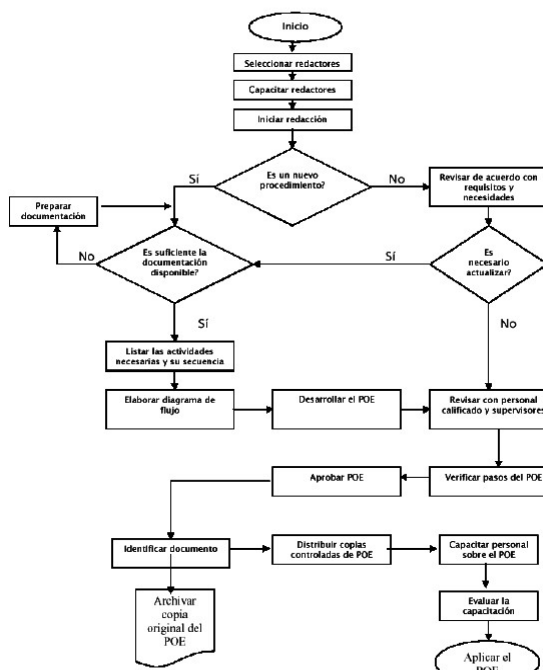 Inicio
Seleccionar redactores
Capacitar redactores
Iniciar redacción
Es un nuevo
procedimiento?
Sí
No
Revisar de acuerdo con
requisitos y
necesidades
Preparar
documentación
Es suficiente la
documentación
disponible?
No
Sí
Es
necesario
actualizar?
Sí
No
Listar las actividades
necesarias y su secuencia
Elaborar diagrama de
flujo
Desarrollar el POE
Revisar con personal
calificado y supervisores
Aprobar POE
Verificar pasos del POE
Identificar documento
Distribuir copias
controladas de POE
Capacitar personal
sobre el POE
Archivar
copia
original del
POE
Evaluar la
capacitación
Aplicar el
POE